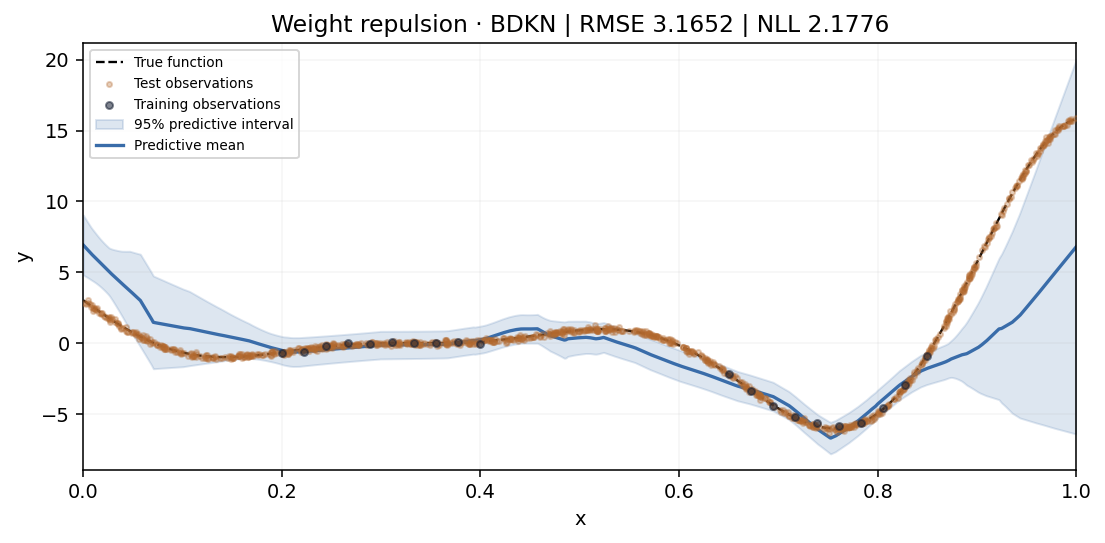 Weight repulsion · BDKN | RMSE 3.1652 | NLL 2.1776
True function
Test observations
Training observations
95% predictive interval
Predictive mean
20
15
10
5
0
−5
y
0.0 0.2 0.4 0.6 0.8 1.0
x